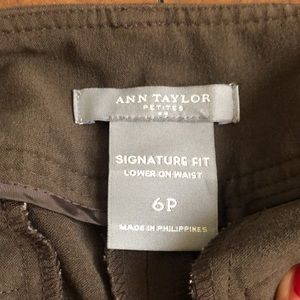 ANN TAYLOR
PETITES
SIGNATURE FIT
LOWER ON WAIST
6P
MADE IN PHILIPPINES